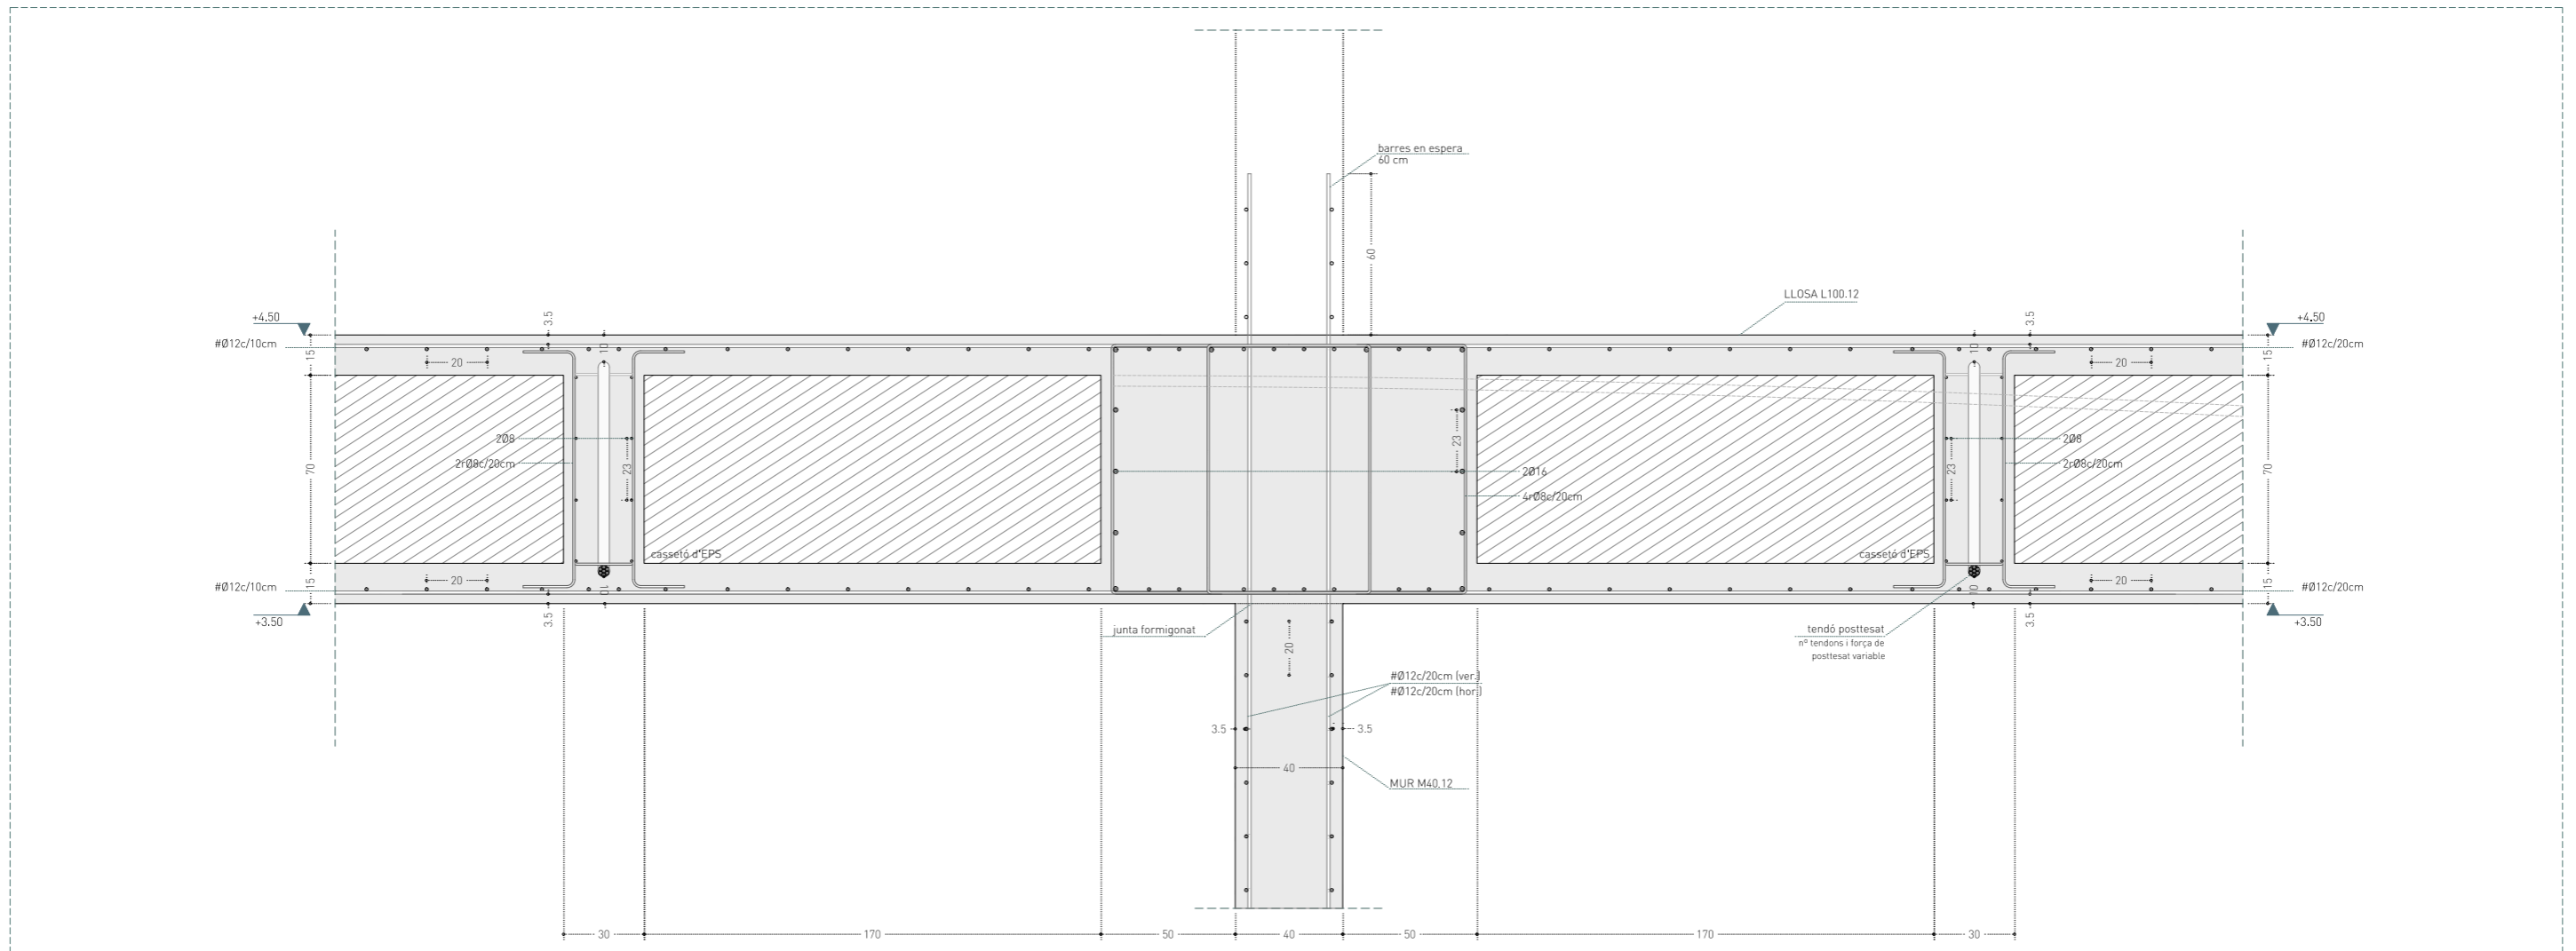 barres en espera
60 cm
60
LLOSA L100.12
+4.50
3.5
3.5
+4.50
#Ø12c/10cm
15
20
10
10
20
15
#Ø12c/20cm
2Ø8
2rØ8c/20cm
23
70
23
2Ø16
4rØ8c/20cm
23
2Ø8
2rØ8c/20cm
70
cassetó d'EPS
cassetó d'EPS
#Ø12c/10cm
15
20
10
10
20
15
#Ø12c/20cm
+3.50
3.5
3.5
+3.50
junta formigonat
20
tendó posttesat
nº tendons i força de
posttesat variable
#Ø12c/20cm (ver.)
#Ø12c/20cm (hor.)
3.5
3.5
40
MUR M40.12
30
170
50
40
50
170
30